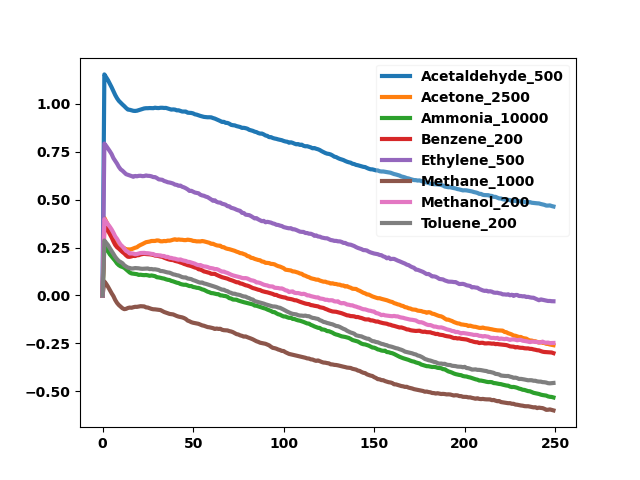 1.00
0.75
0.50
0.25
0.00
−0.25
−0.50
0
50
100
150
200
250
Acetaldehyde_500
Acetone_2500
Ammonia_10000
Benzene_200
Ethylene_500
Methane_1000
Methanol_200
Toluene_200